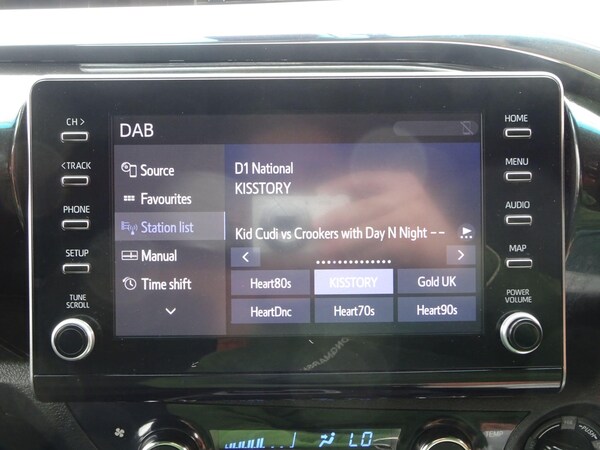 CH >
<TRACK
PHONE
SETUP
TUNE
SCROLL
DAB
Source
Favourites
Station list
Manual
Time shift
D1 National
KISSTORY
Kid Cudi vs Crookers with Day N Night - -
Heart80s
KISSTORY
Gold UK
HeartDnc
Heart70s
Heart90s
HOME
MENU
AUDIO
MAP
POWER
VOLUME
LO
TEMP
PUSH